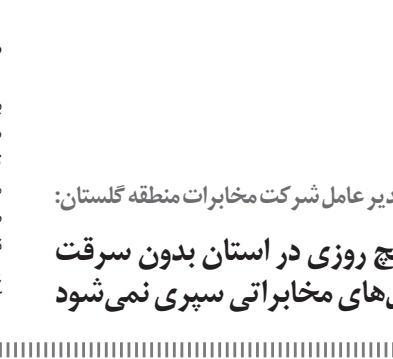 دیر عامل شرکت مخابرات منطقه گلستان:
چ روزی در استان بدون سرقت
‌های مخابراتی سپری نمی‌شود